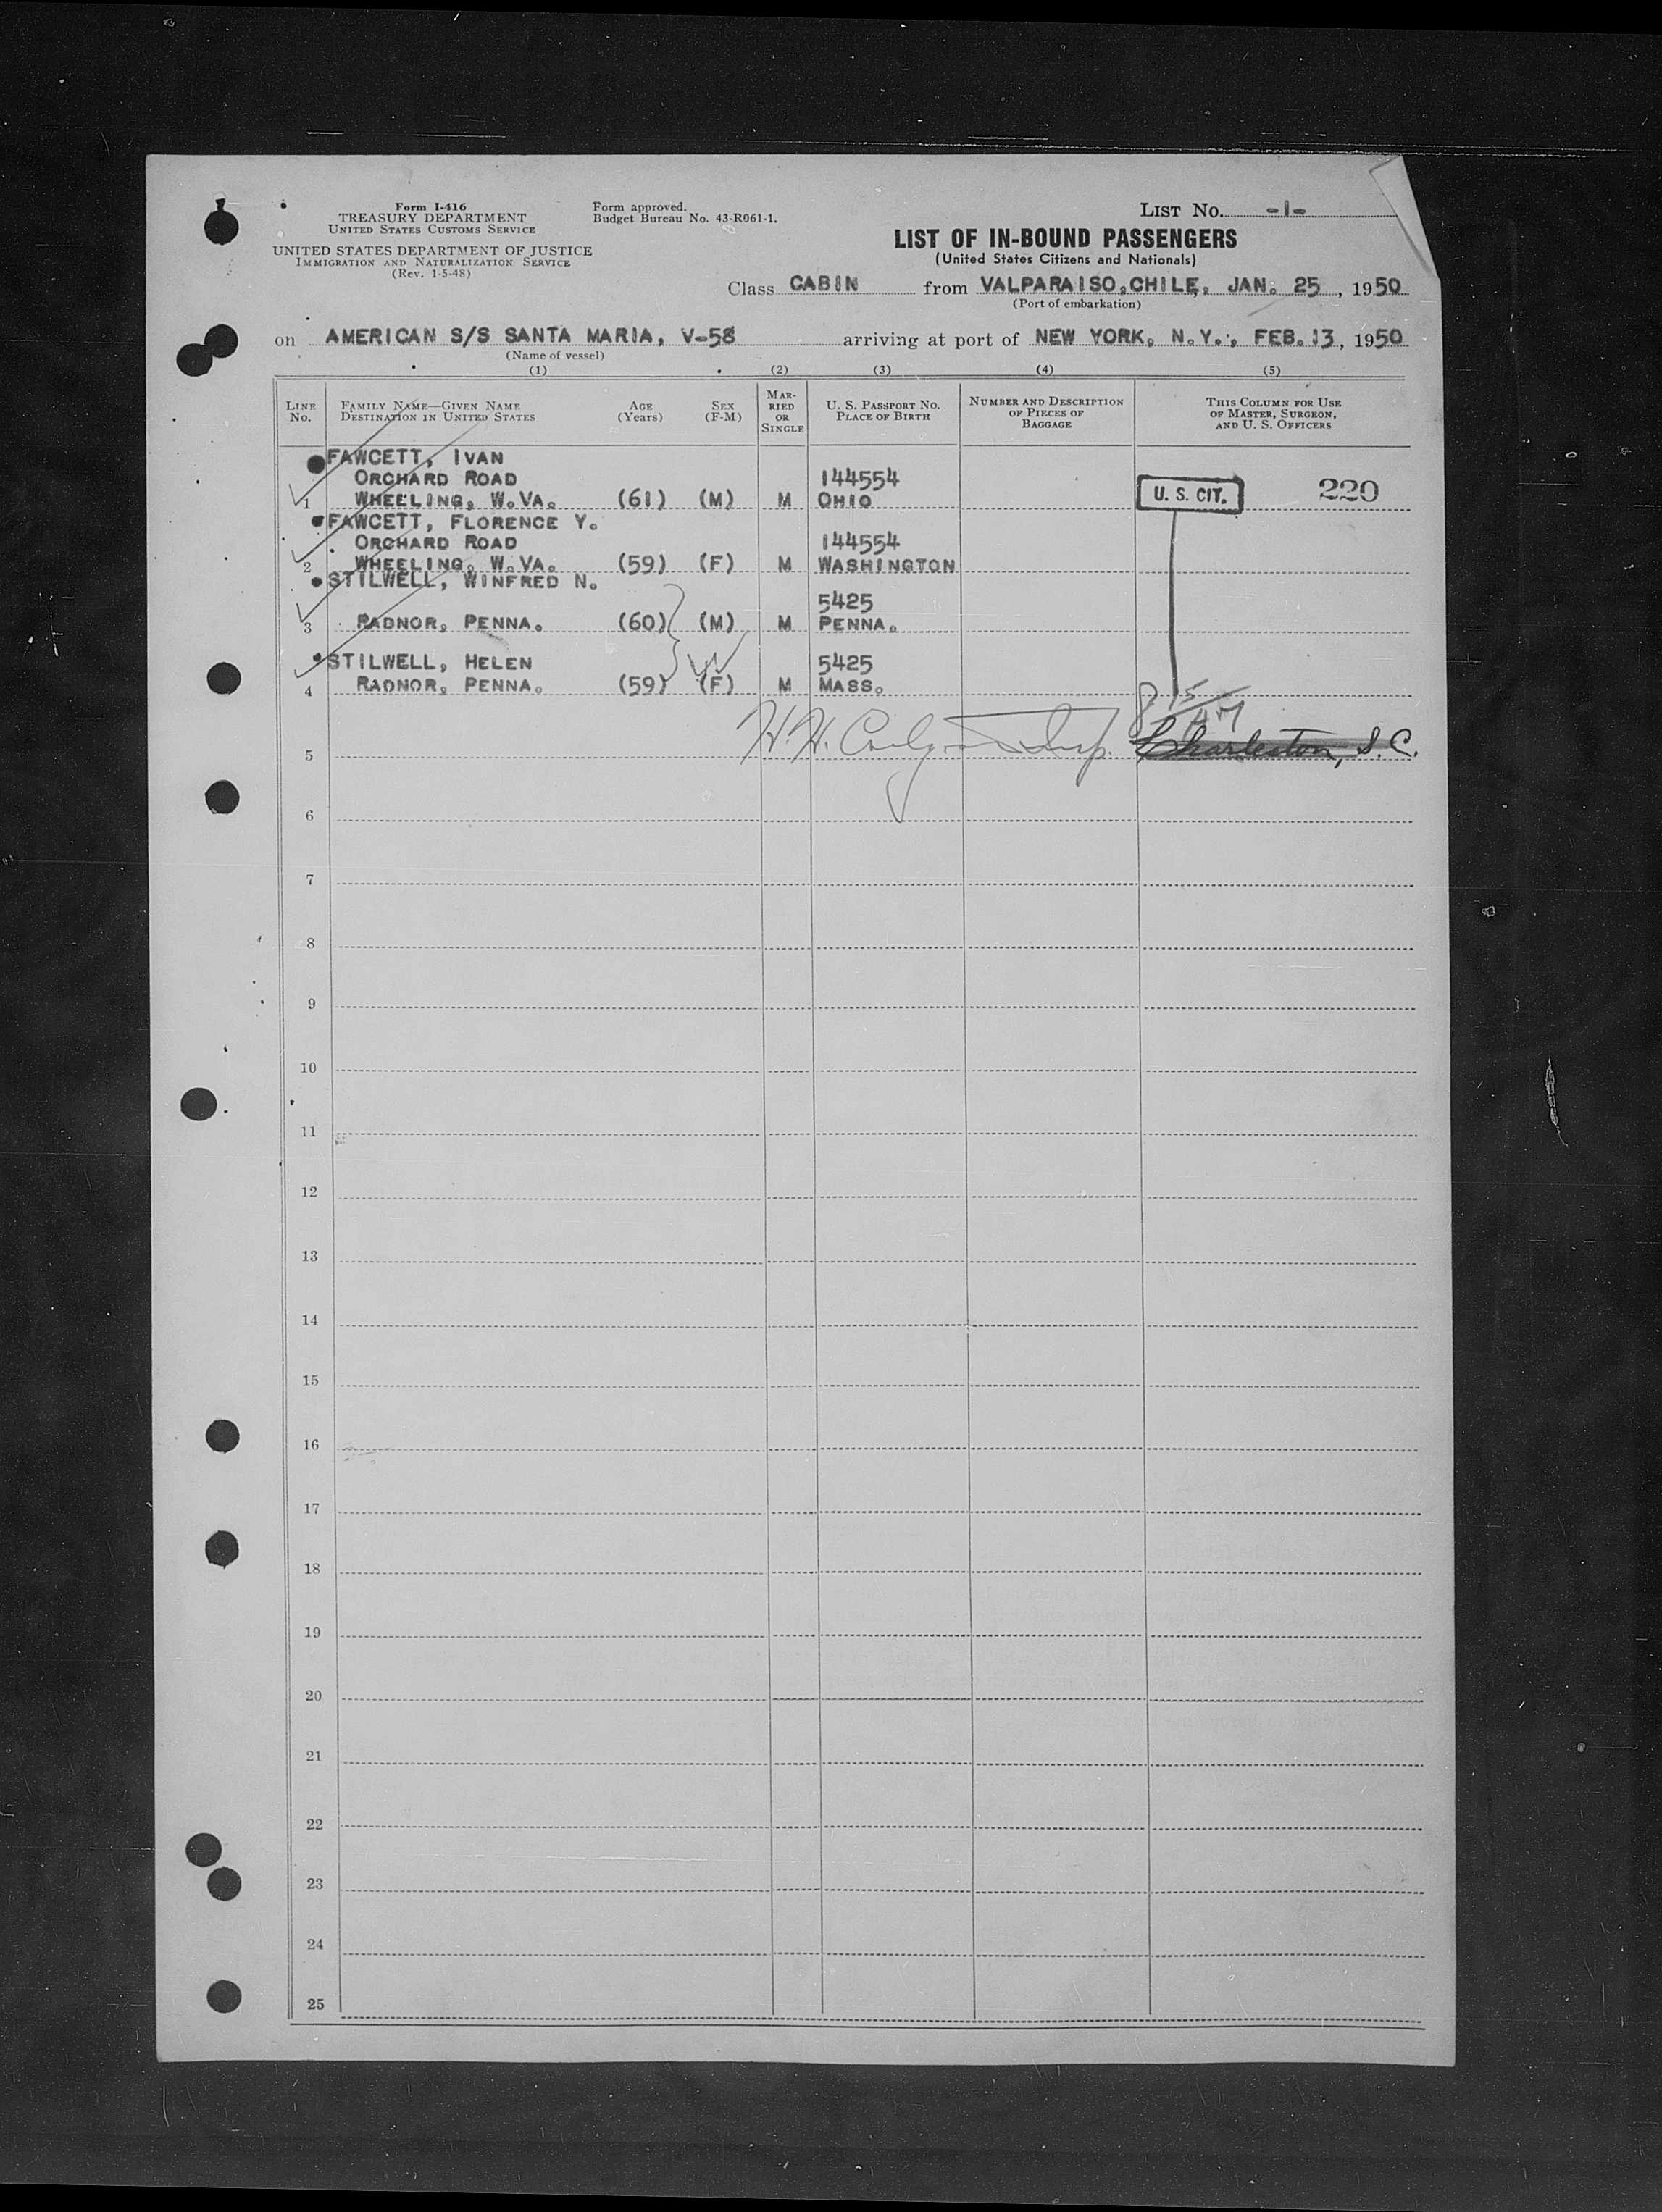 Form I-416
TREASURY DEPARTMENT
UNITED STATES CUSTOMS SERVICE
UNITED STATES DEPARTMENT OF JUSTICE
IMMIGRATION AND NATURALIZATION SERVICE
(Rev. 1-5-48)
Form approved.
Budget Bureau No. 43-R061-1.
LIST NO. -1-
LIST OF IN-BOUND PASSENGERS
(United States Citizens and Nationals)
Class CABIN from VALPARAISO, CHILE, JAN. 25, 1950
(Port of embarkation)
on AMERICAN S/S SANTA MARIA, V-58 arriving at port of NEW YORK, N.Y., FEB. 13, 1950
(Name of vessel)
(1) (2) (3) (4) (5)
LINE NO.
FAMILY NAME—GIVEN NAME
DESTINATION IN UNITED STATES
AGE (Years)
SEX (F-M)
MARRIED OR SINGLE
U. S. PASSPORT NO.
PLACE OF BIRTH
NUMBER AND DESCRIPTION OF PIECES OF BAGGAGE
THIS COLUMN FOR USE OF MASTER, SURGEON, AND U. S. OFFICERS
FAWCETT, IVAN
ORCHARD ROAD 144554
1 WHEELING, W.VA. (61) (M) M OHIO U. S. CIT. 220
FAWCETT, FLORENCE Y.
ORCHARD ROAD 144554
2 WHEELING, W.VA. (59) (F) M WASHINGTON
STILWELL, WINFRED N.
5425
3 RADNOR, PENNA. (60) (M) M PENNA.
STILWELL, HELEN 5425
4 RADNOR, PENNA. (59) (F) M MASS.
5 H. H. Insp. Charleston, S.C.
6
7
8
9
10
11
12
13
14
15
16
17
18
19
20
21
22
23
24
25